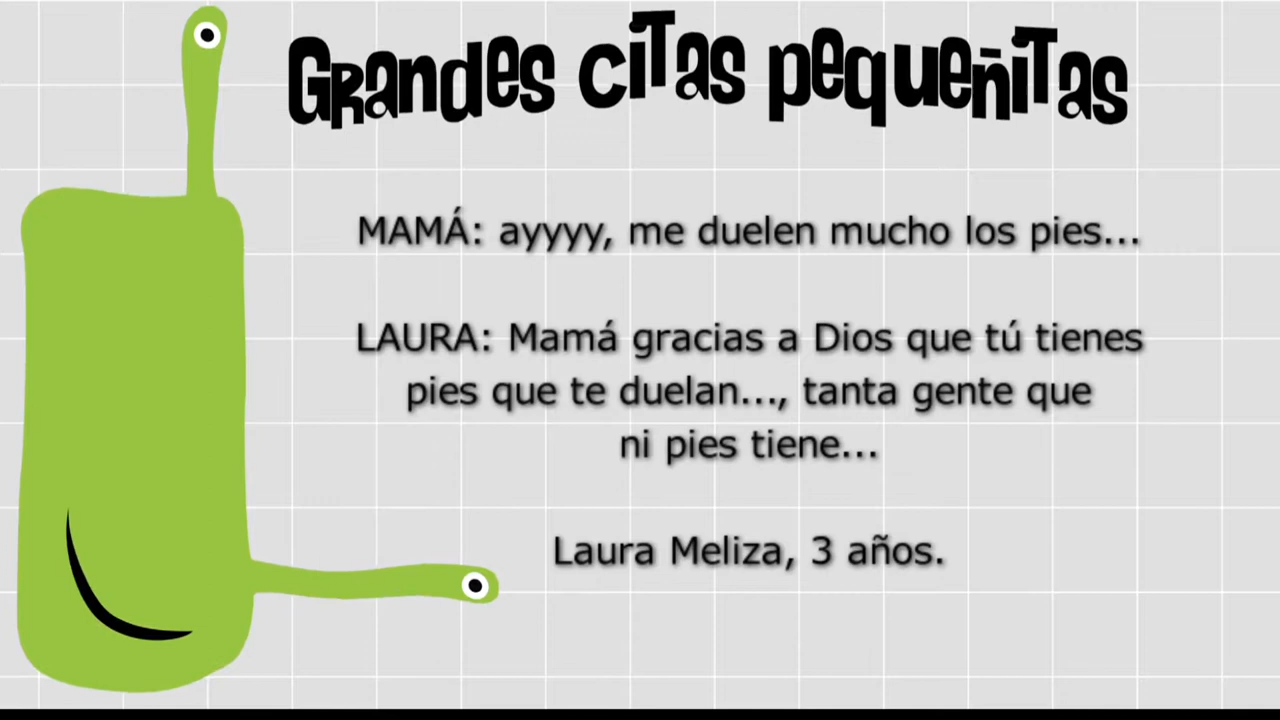 Grandes citas pequeñitas
MAMÁ: ayyyy, me duelen mucho los pies...
LAURA: Mamá gracias a Dios que tú tienes
pies que te duelan..., tanta gente que
ni pies tiene...
Laura Meliza, 3 años.